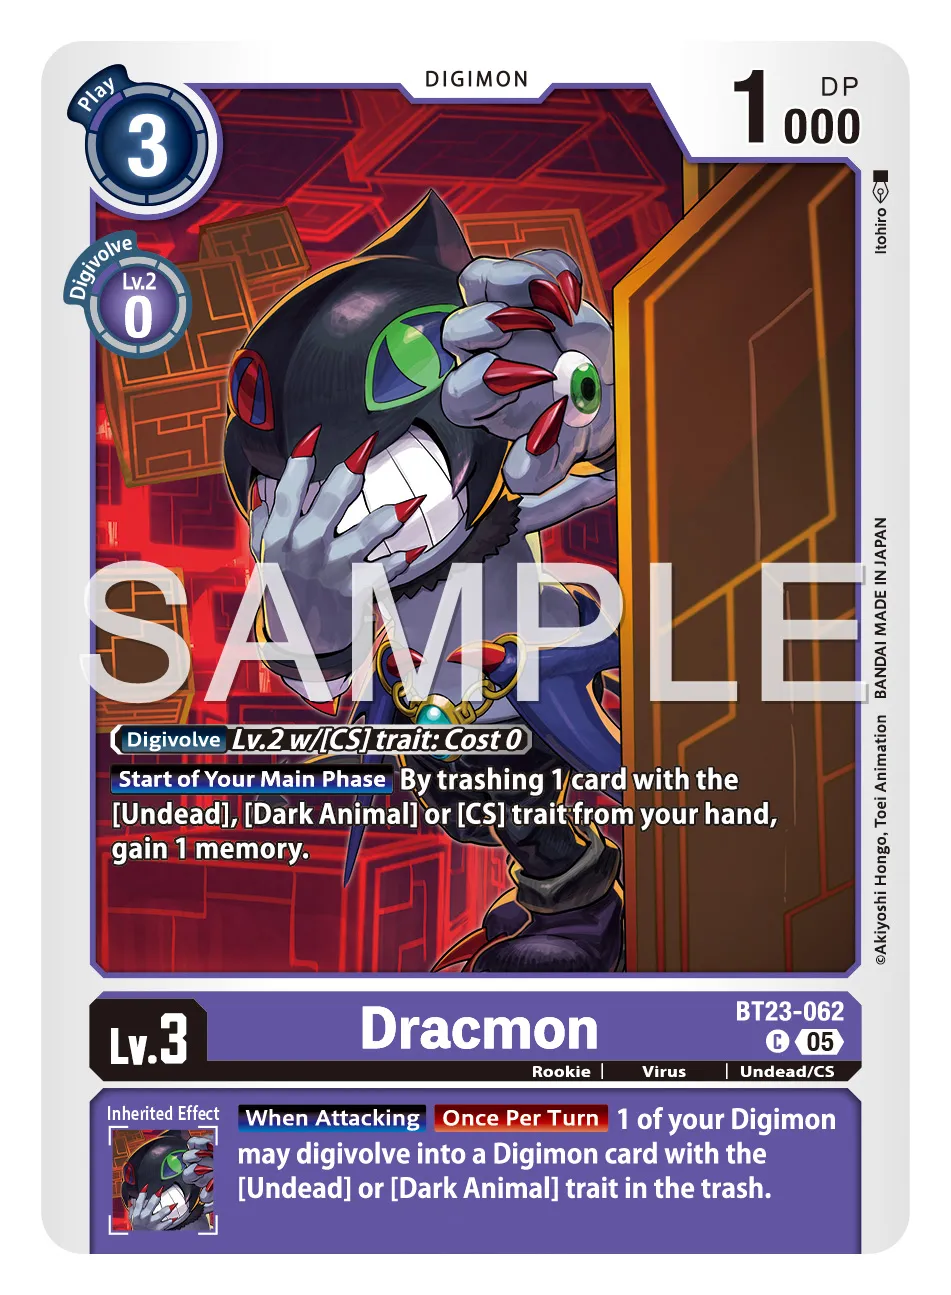 DIGIMON
Play
3
1000
DP
Digivolve
Lv.2
0
Itohiro
SAMPLE
BANDAI MADE IN JAPAN
©Akiyoshi Hongo, Toei Animation
Digivolve Lv.2 w/[CS] trait: Cost 0
Start of Your Main Phase By trashing 1 card with the
[Undead], [Dark Animal] or [CS] trait from your hand,
gain 1 memory.
Lv.3
Dracmon
BT23-062
C 05
Rookie | Virus | Undead/CS
Inherited Effect
When Attacking Once Per Turn 1 of your Digimon
may digivolve into a Digimon card with the
[Undead] or [Dark Animal] trait in the trash.